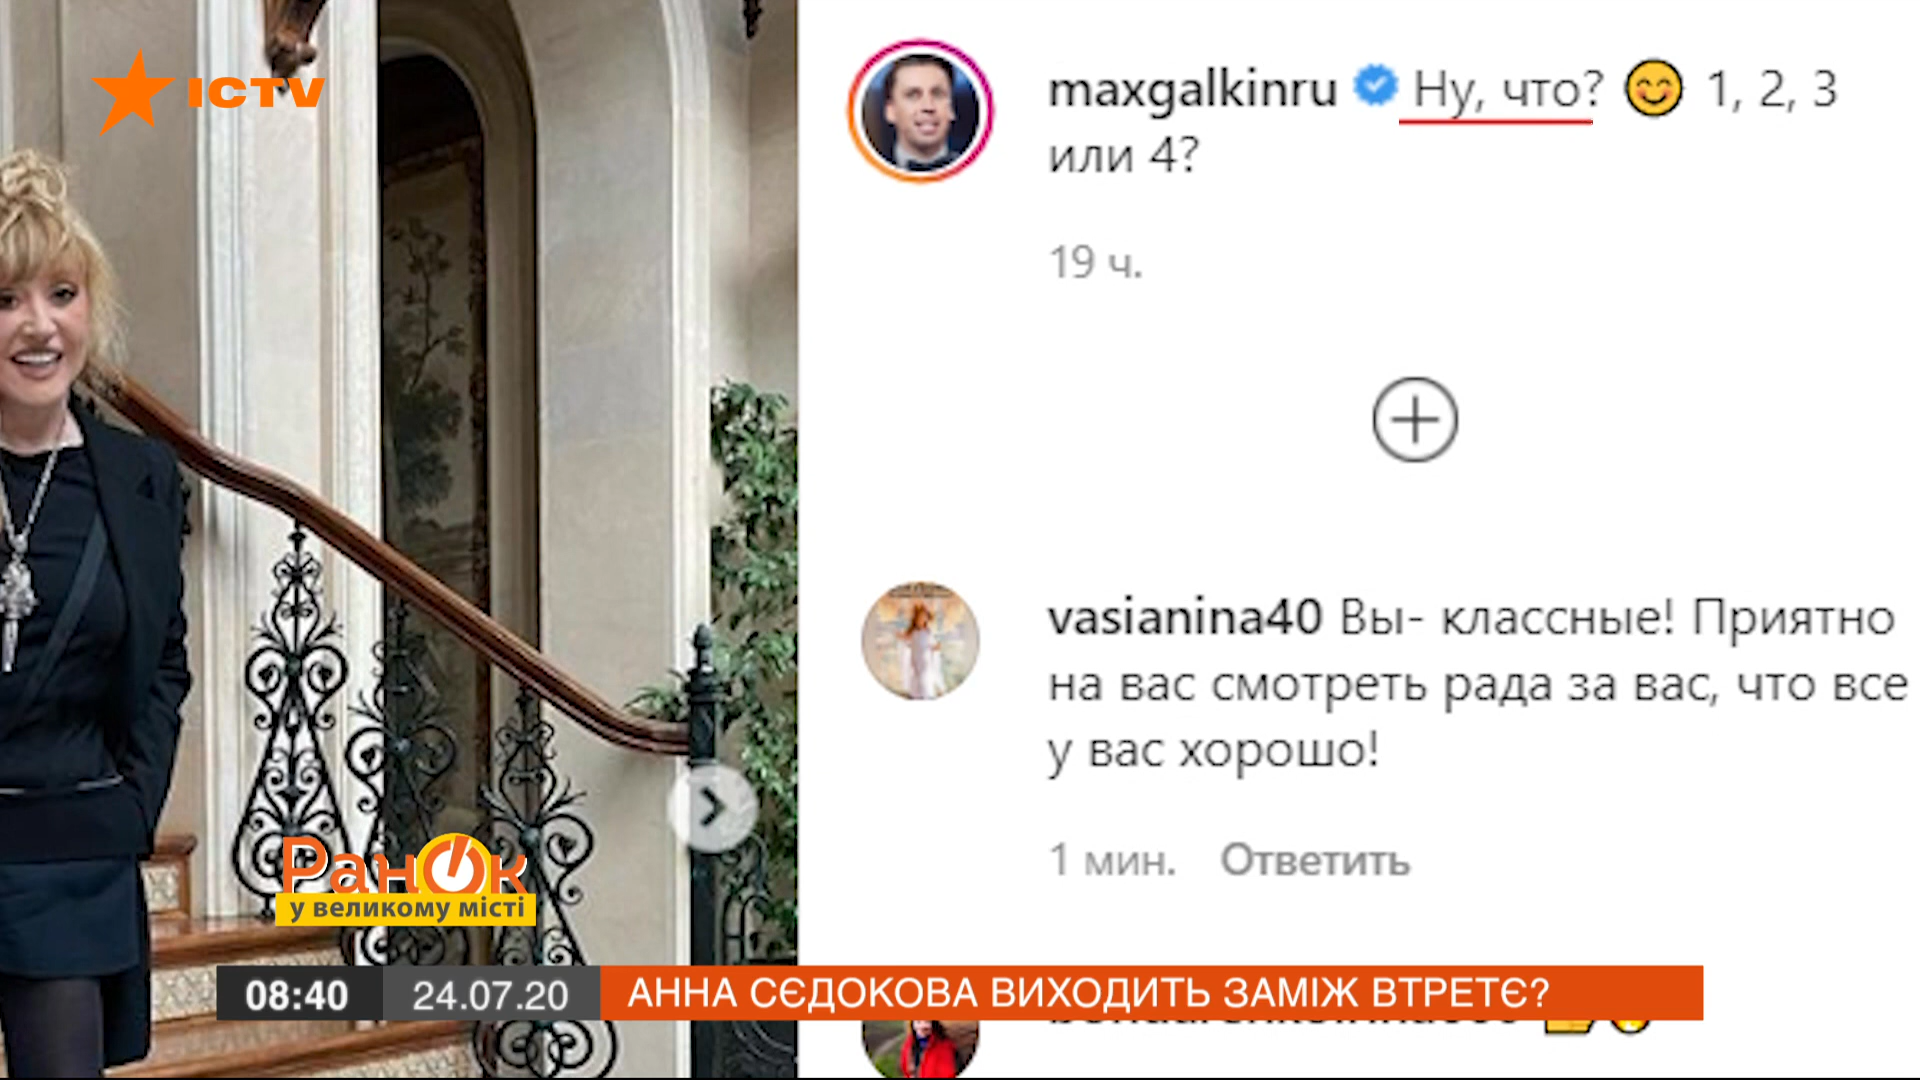 ICTV
maxgalkinru Ну, что? 😊 1, 2, 3
или 4?
19 ч.
vasianina40 Вы- классные! Приятно
на вас смотреть рада за вас, что все
у вас хорошо!
1 мин. Ответить
Ранок
у великому місті
08:40 24.07.20 АННА СЄДОКОВА ВИХОДИТЬ ЗАМІЖ ВТРЕТЄ?